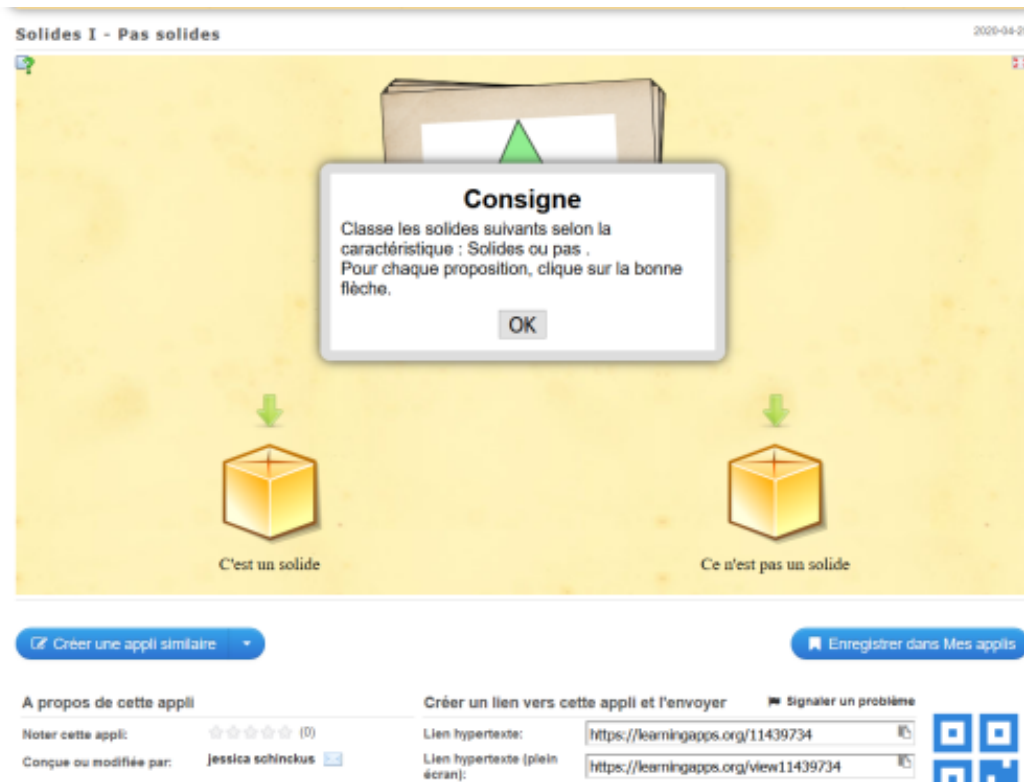 Solides I - Pas solides
Consigne
Classe les solides suivants selon la
caractéristique : Solides ou pas .
Pour chaque proposition, clique sur la bonne
flèche.
OK
C'est un solide
Ce n'est pas un solide
Créer une appli similaire
Enregistrer dans Mes applis
A propos de cette appli
Créer un lien vers cette appli et l'envoyer
Signaler un problème
Noter cette appli:
(0)
Lien hypertexte:
https://learningapps.org/11439734
Conçue ou modifiée par:
jessica schinckus
Lien hypertexte (plein
écran):
https://learningapps.org/view11439734